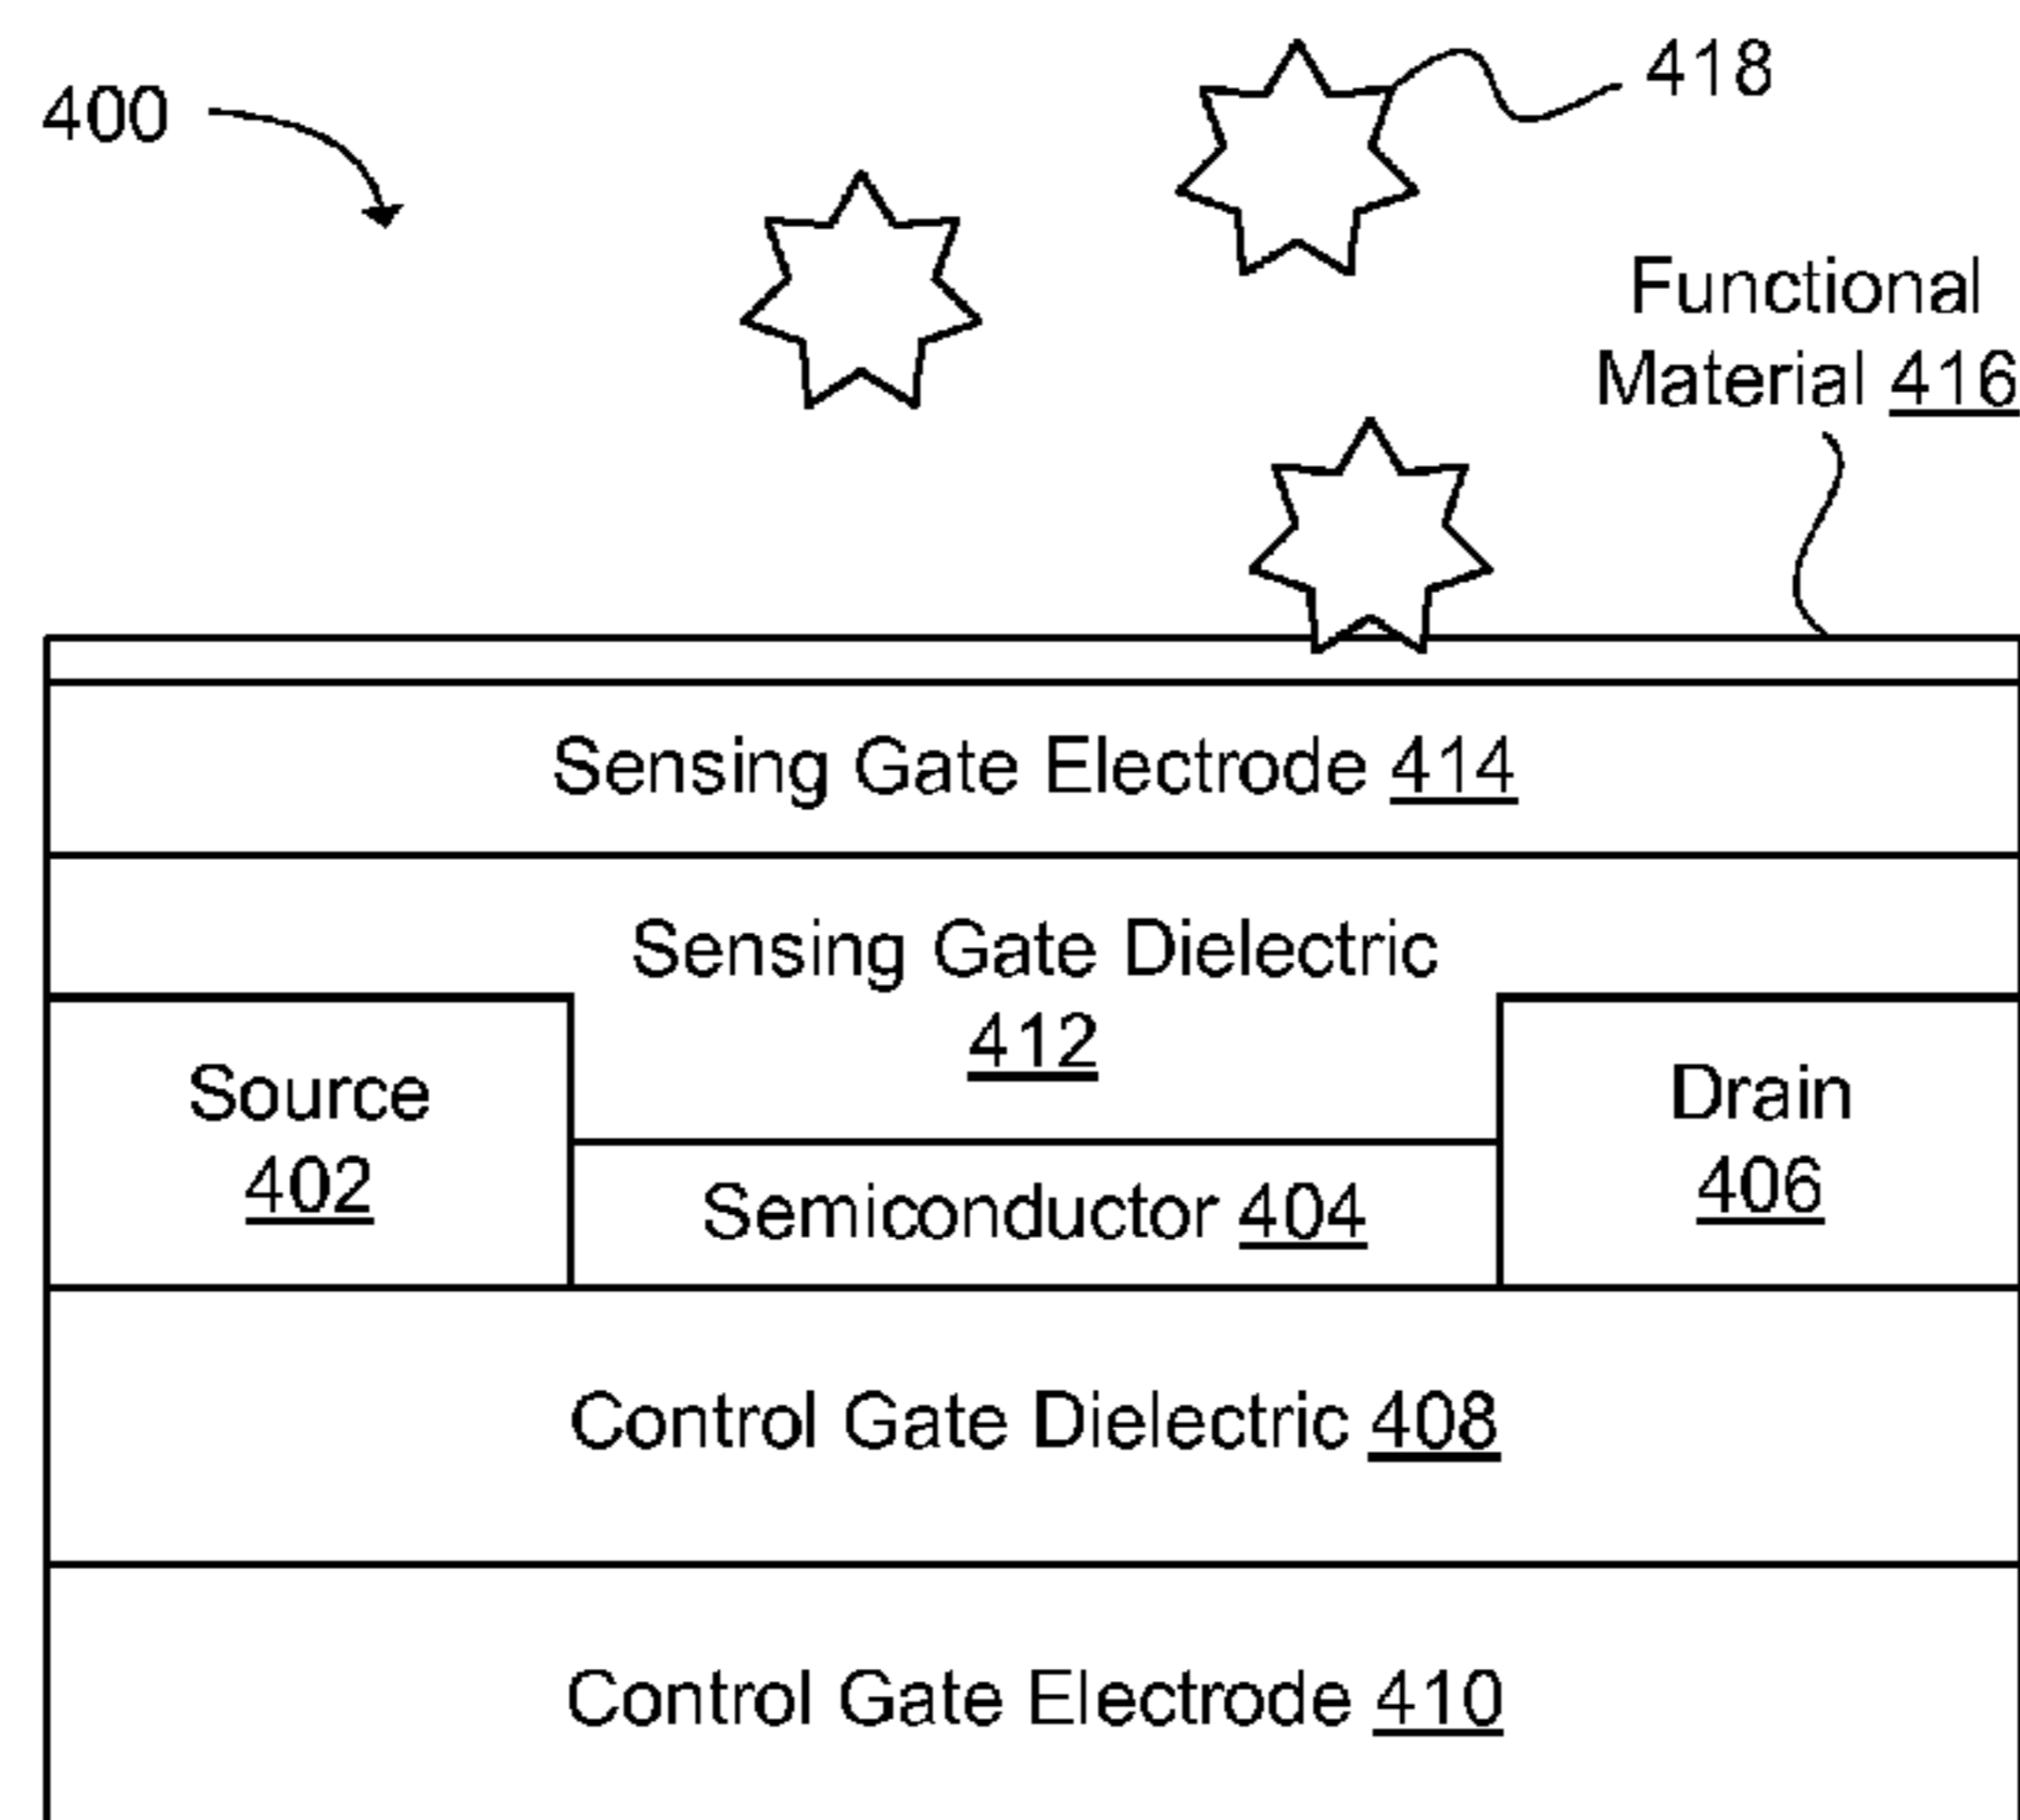 418
400
Functional
Material 416
Sensing Gate Electrode 414
Sensing Gate Dielectric
412
Source
402
Drain
406
Semiconductor 404
Control Gate Dielectric 408
Control Gate Electrode 410